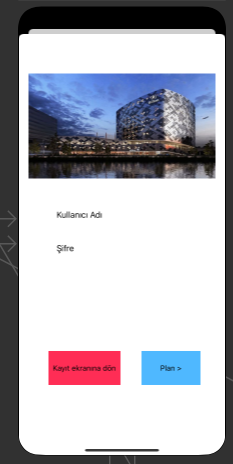 Kullanıcı Adı
Şifre
Kayıt ekranına dön
Plan >